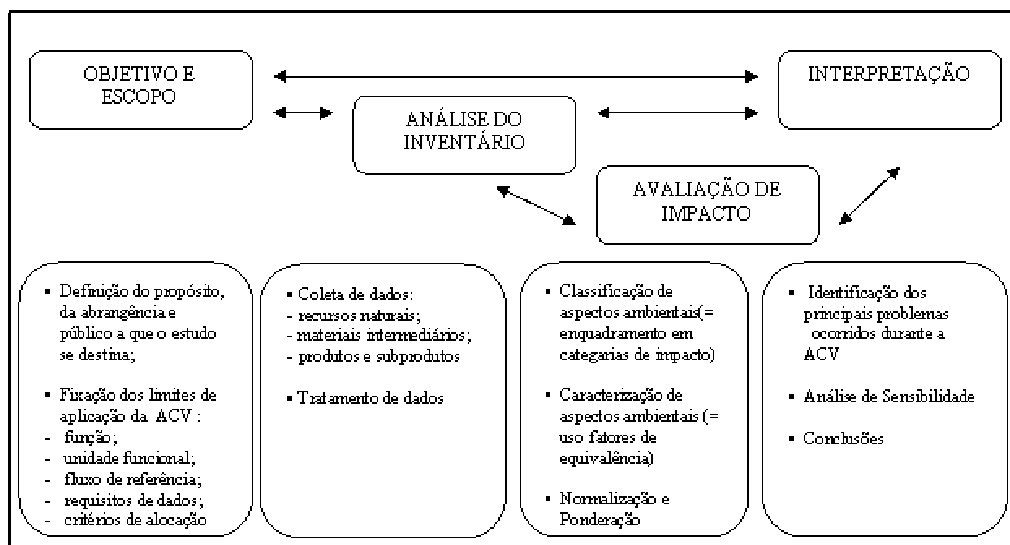 OBJETIVO E
ESCOPO
INTERPRETAÇÃO
ANÁLISE DO
INVENTÁRIO
AVALIAÇÃO DE
IMPACTO
▪ Definição do propósito,
da abrangência e
público a que o estudo
se destina;
▪ Fixação dos limites de
aplicação da ACV :
- função;
- unidade funcional;
- fluxo de referência;
- requisitos de dados;
- critérios de alocação
▪ Coleta de dados:
- recursos naturais;
- materiais intermediários;
- produtos e subprodutos
▪ Tratamento de dados
▪ Classificação de
aspectos ambientais(=
enquadramento em
categarias de impacto)
▪ Caracterização de
aspectos ambientais (=
uso fatores de
equivalência)
▪ Normalização e
Ponderação
▪ Identificação dos
principais problemas
ocorridos durante a
ACV
▪ Análise de Sensibilidade
▪ Conclusões